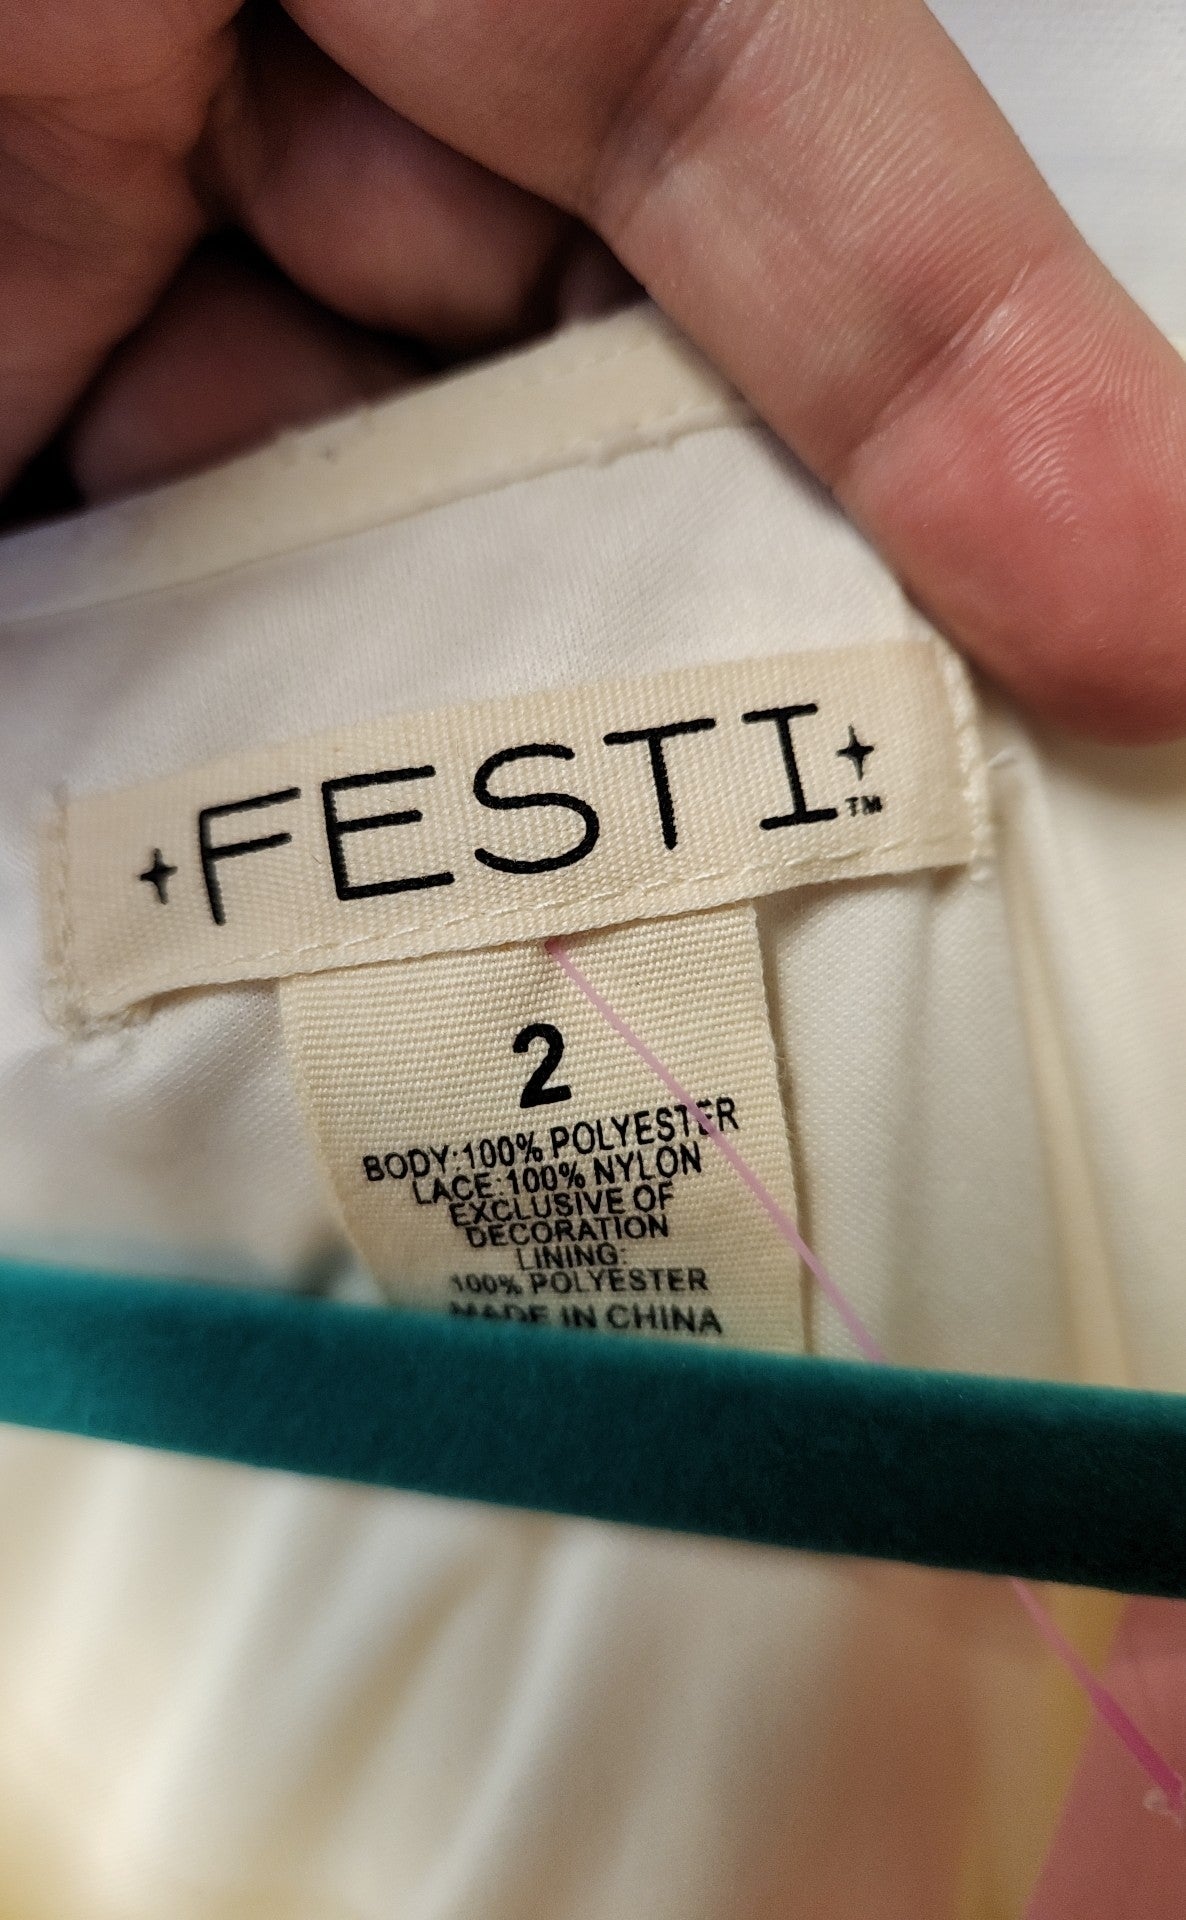 FESTI TM
2
BODY:100% POLYESTER
LACE:100% NYLON
EXCLUSIVE OF
DECORATION
LINING:
100% POLYESTER
MADE IN CHINA